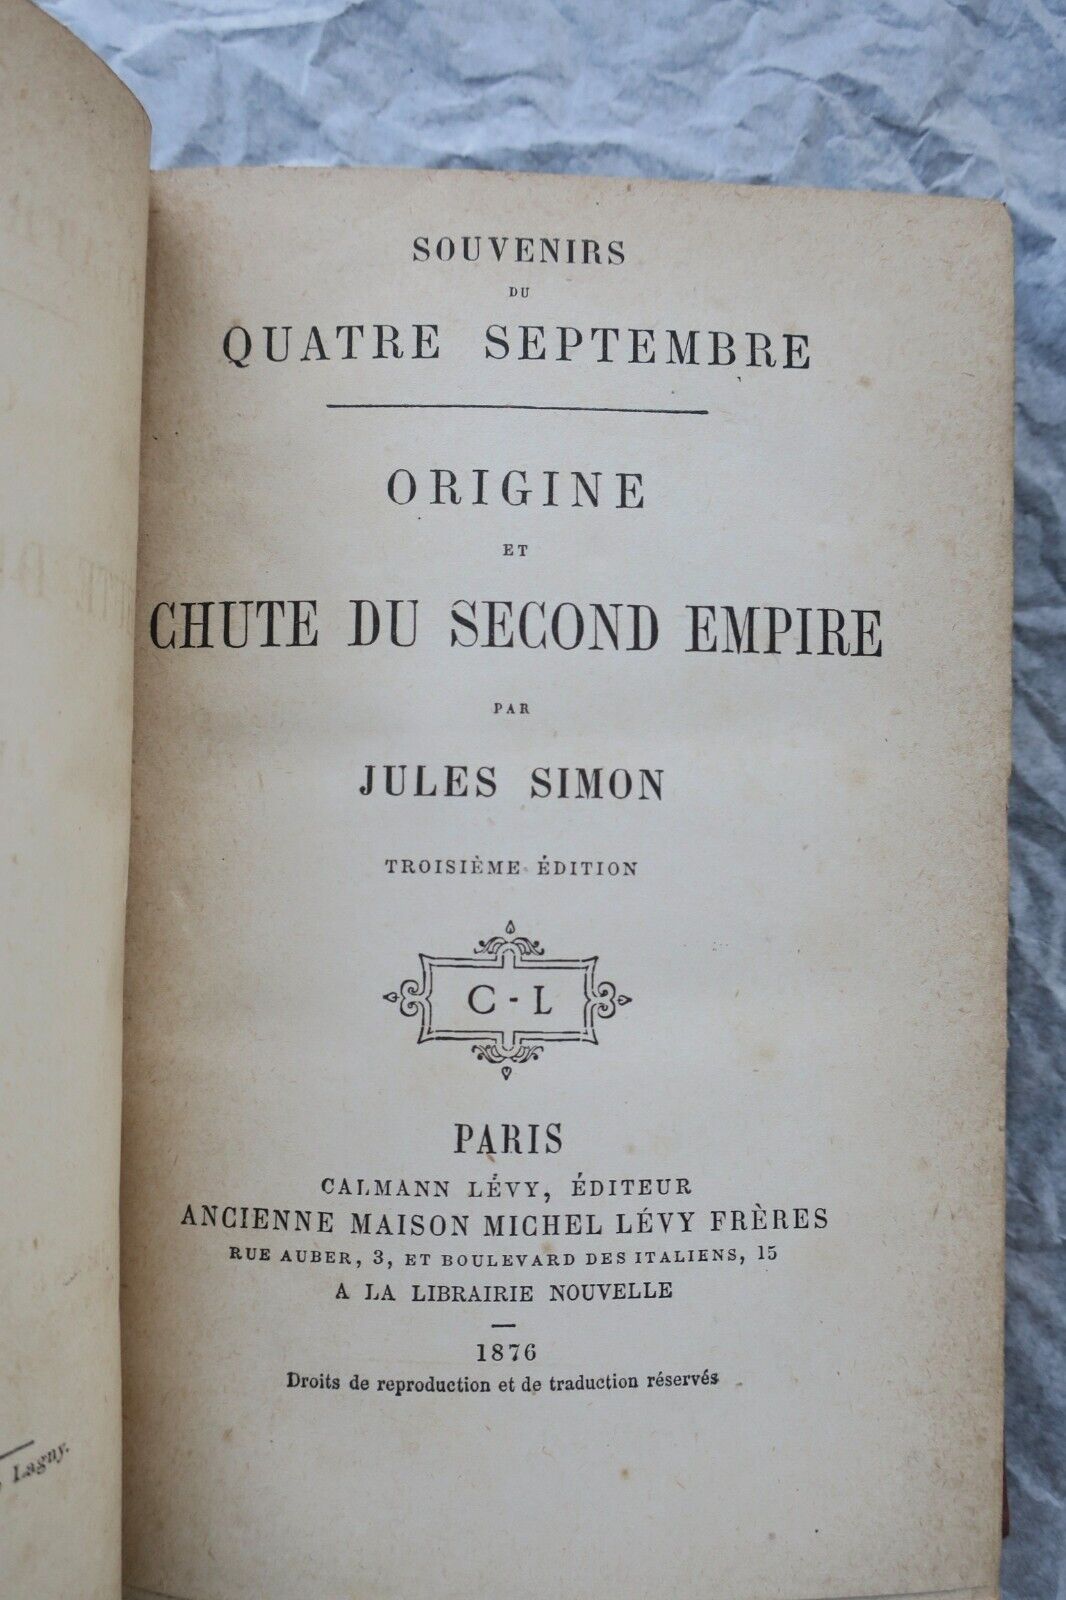 SOUVENIRS
DU
QUATRE SEPTEMBRE
ORIGINE
ET
CHUTE DU SECOND EMPIRE
PAR
JULES SIMON
TROISIÈME ÉDITION
C - L
PARIS
CALMANN LÉVY, ÉDITEUR
ANCIENNE MAISON MICHEL LÉVY FRÈRES
RUE AUBER, 3, ET BOULEVARD DES ITALIENS, 15
A LA LIBRAIRIE NOUVELLE
1876
Droits de reproduction et de traduction réservés
Lagny.